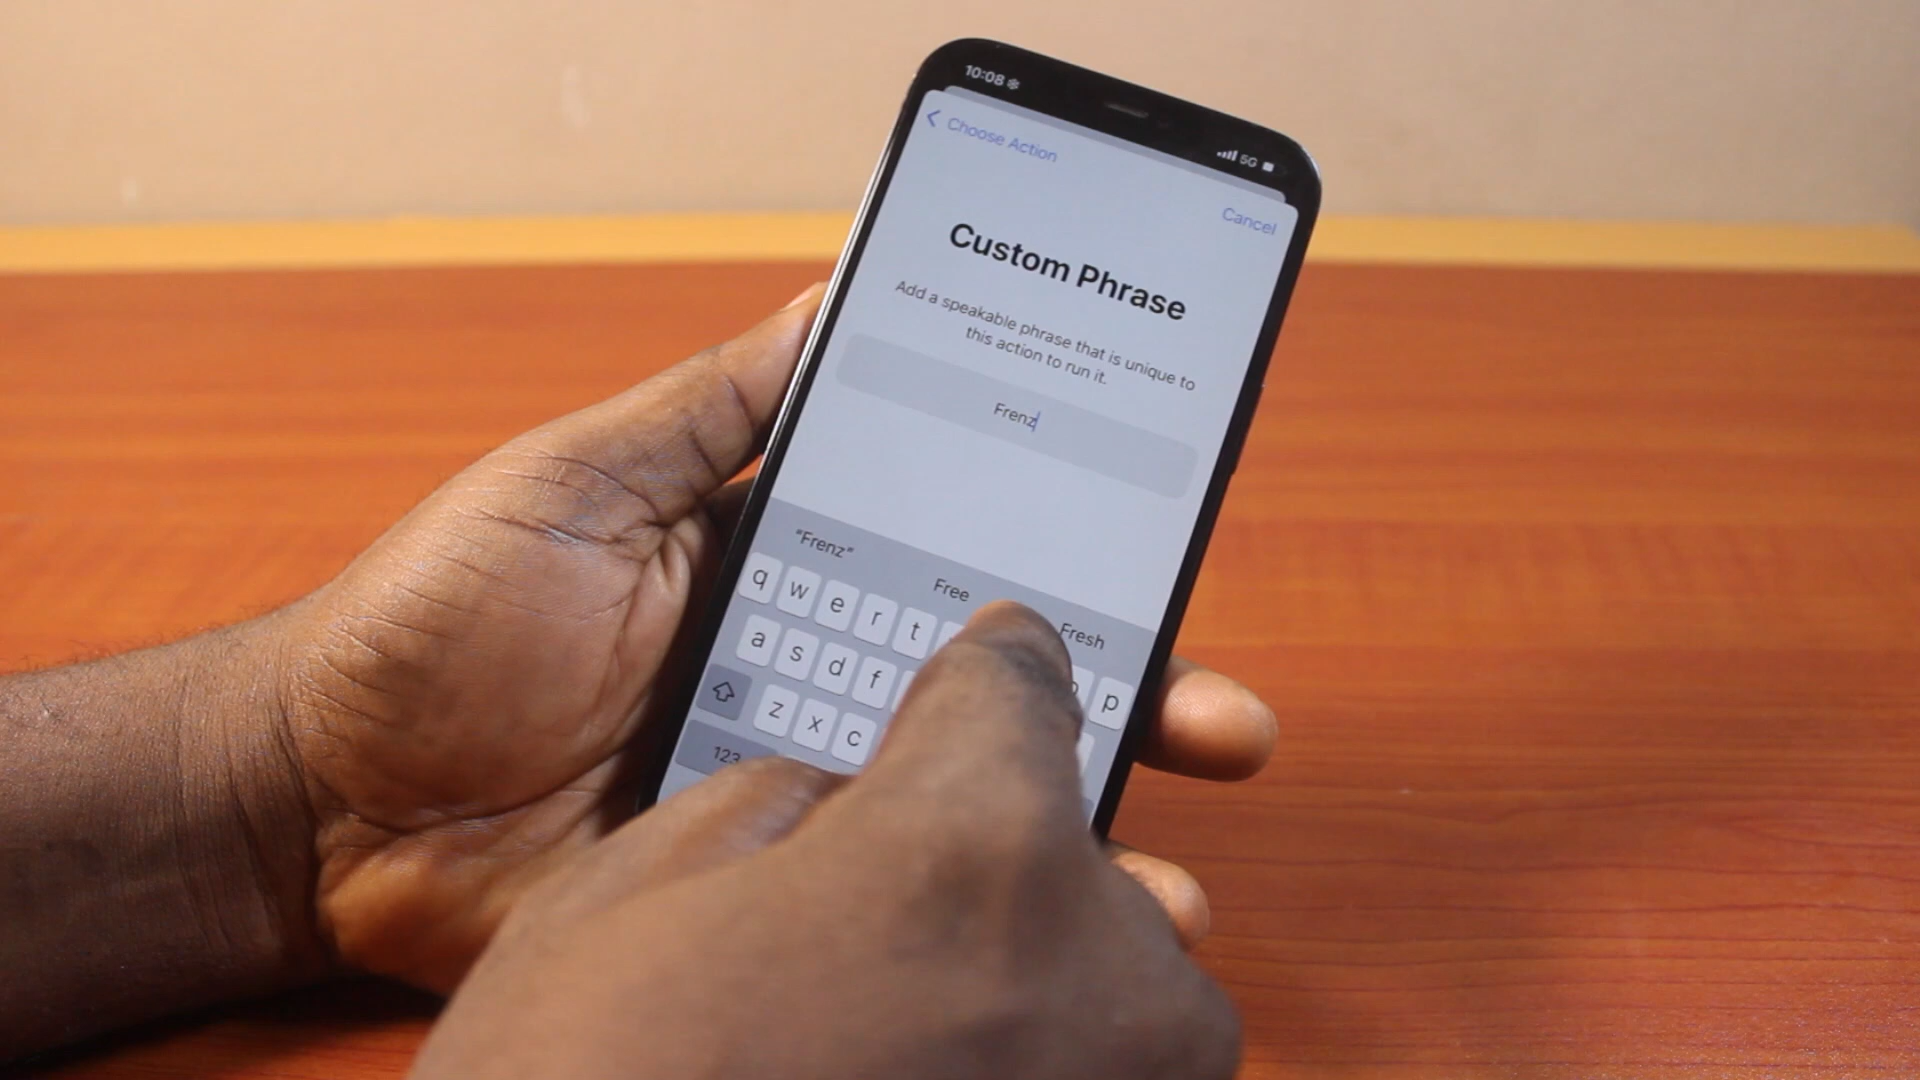 10:08
5G
Choose Action
Cancel
Custom Phrase
Add a speakable phrase that is unique to
this action to run it.
Frenz
“Frenz” Free Fresh
q w e r t p
a s d f
z x c
123